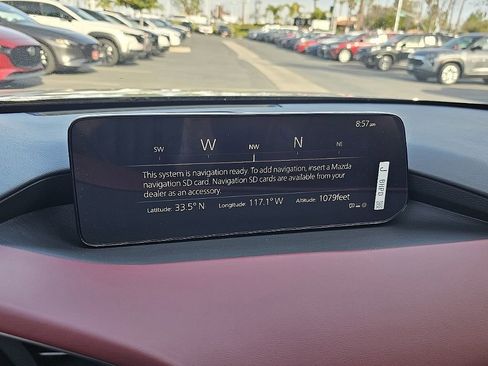 8:57 am
SW W NW N NE
This system is navigation ready. To add navigation, insert a Mazda
navigation SD card. Navigation SD cards are available from your
dealer as an accessory.
Latitude: 33.5° N Longitude: 117.1° W Altitude: 1079feet